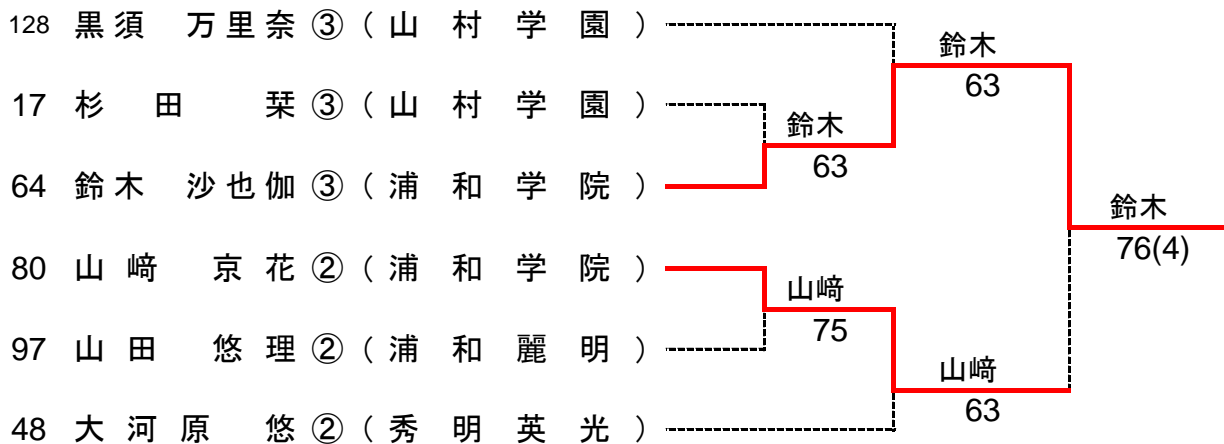 128 黒須 万里奈 ③ ( 山村学園 )
鈴木
63
17 杉田 栞 ③ ( 山村学園 )
鈴木
63
64 鈴木 沙也伽 ③ ( 浦和学院 )
鈴木
76(4)
80 山﨑 京花 ② ( 浦和学院 )
山﨑
75
97 山田 悠理 ② ( 浦和麗明 )
山﨑
63
48 大河原 悠 ② ( 秀明英光 )